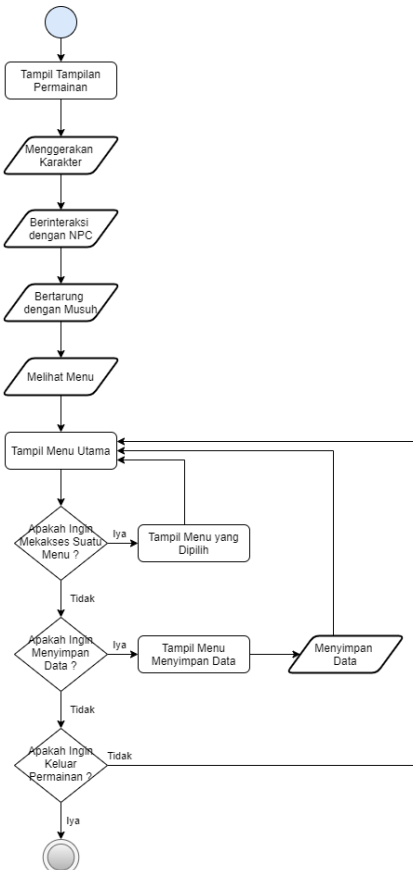 Tampil Tampilan
Permainan
Menggerakan
Karakter
Berinteraksi
dengan NPC
Bertarung
dengan Musuh
Melihat Menu
Tampil Menu Utama
Apakah Ingin
Mekakses Suatu
Menu ?
Iya
Tampil Menu yang
Dipilih
Tidak
Apakah Ingin
Menyimpan
Data ?
Iya
Tampil Menu
Menyimpan Data
Menyimpan
Data
Tidak
Apakah Ingin
Keluar
Permainan ?
Tidak
Iya